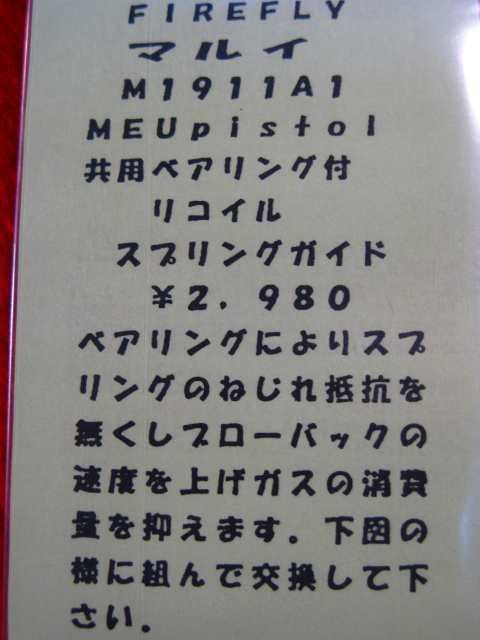 FIREFLY
マルイ
M1911A1
MEUpistol
共用ベアリング付
リコイル
スプリングガイド
¥2.980
ベアリングによりスプ
リングのねじれ抵抗を
無くしブローバックの
速度を上げガスの消費
量を抑えます。下図の
様に組んで交換して下
さい。